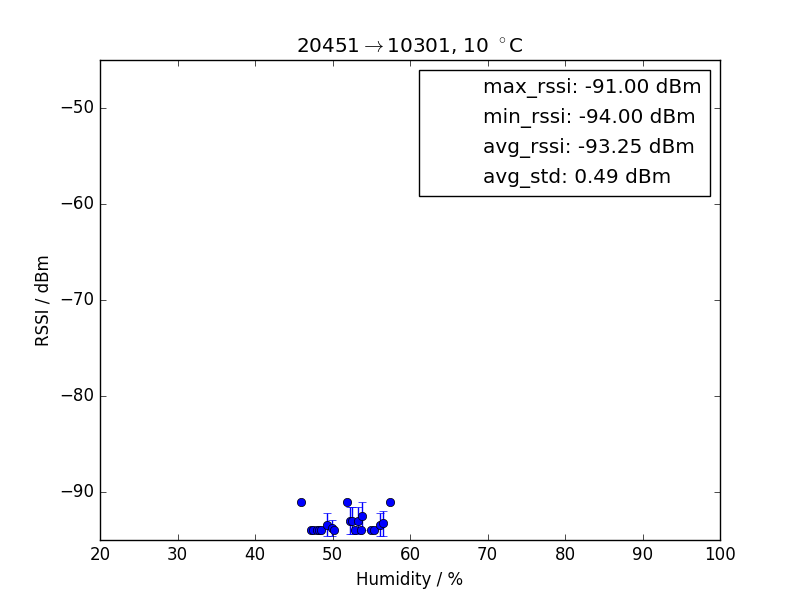 20451→10301, 10 °C
max_rssi: -91.00 dBm
min_rssi: -94.00 dBm
avg_rssi: -93.25 dBm
avg_std: 0.49 dBm
−50
−60
−70
−80
−90
RSSI / dBm
20 30 40 50 60 70 80 90 100
Humidity / %